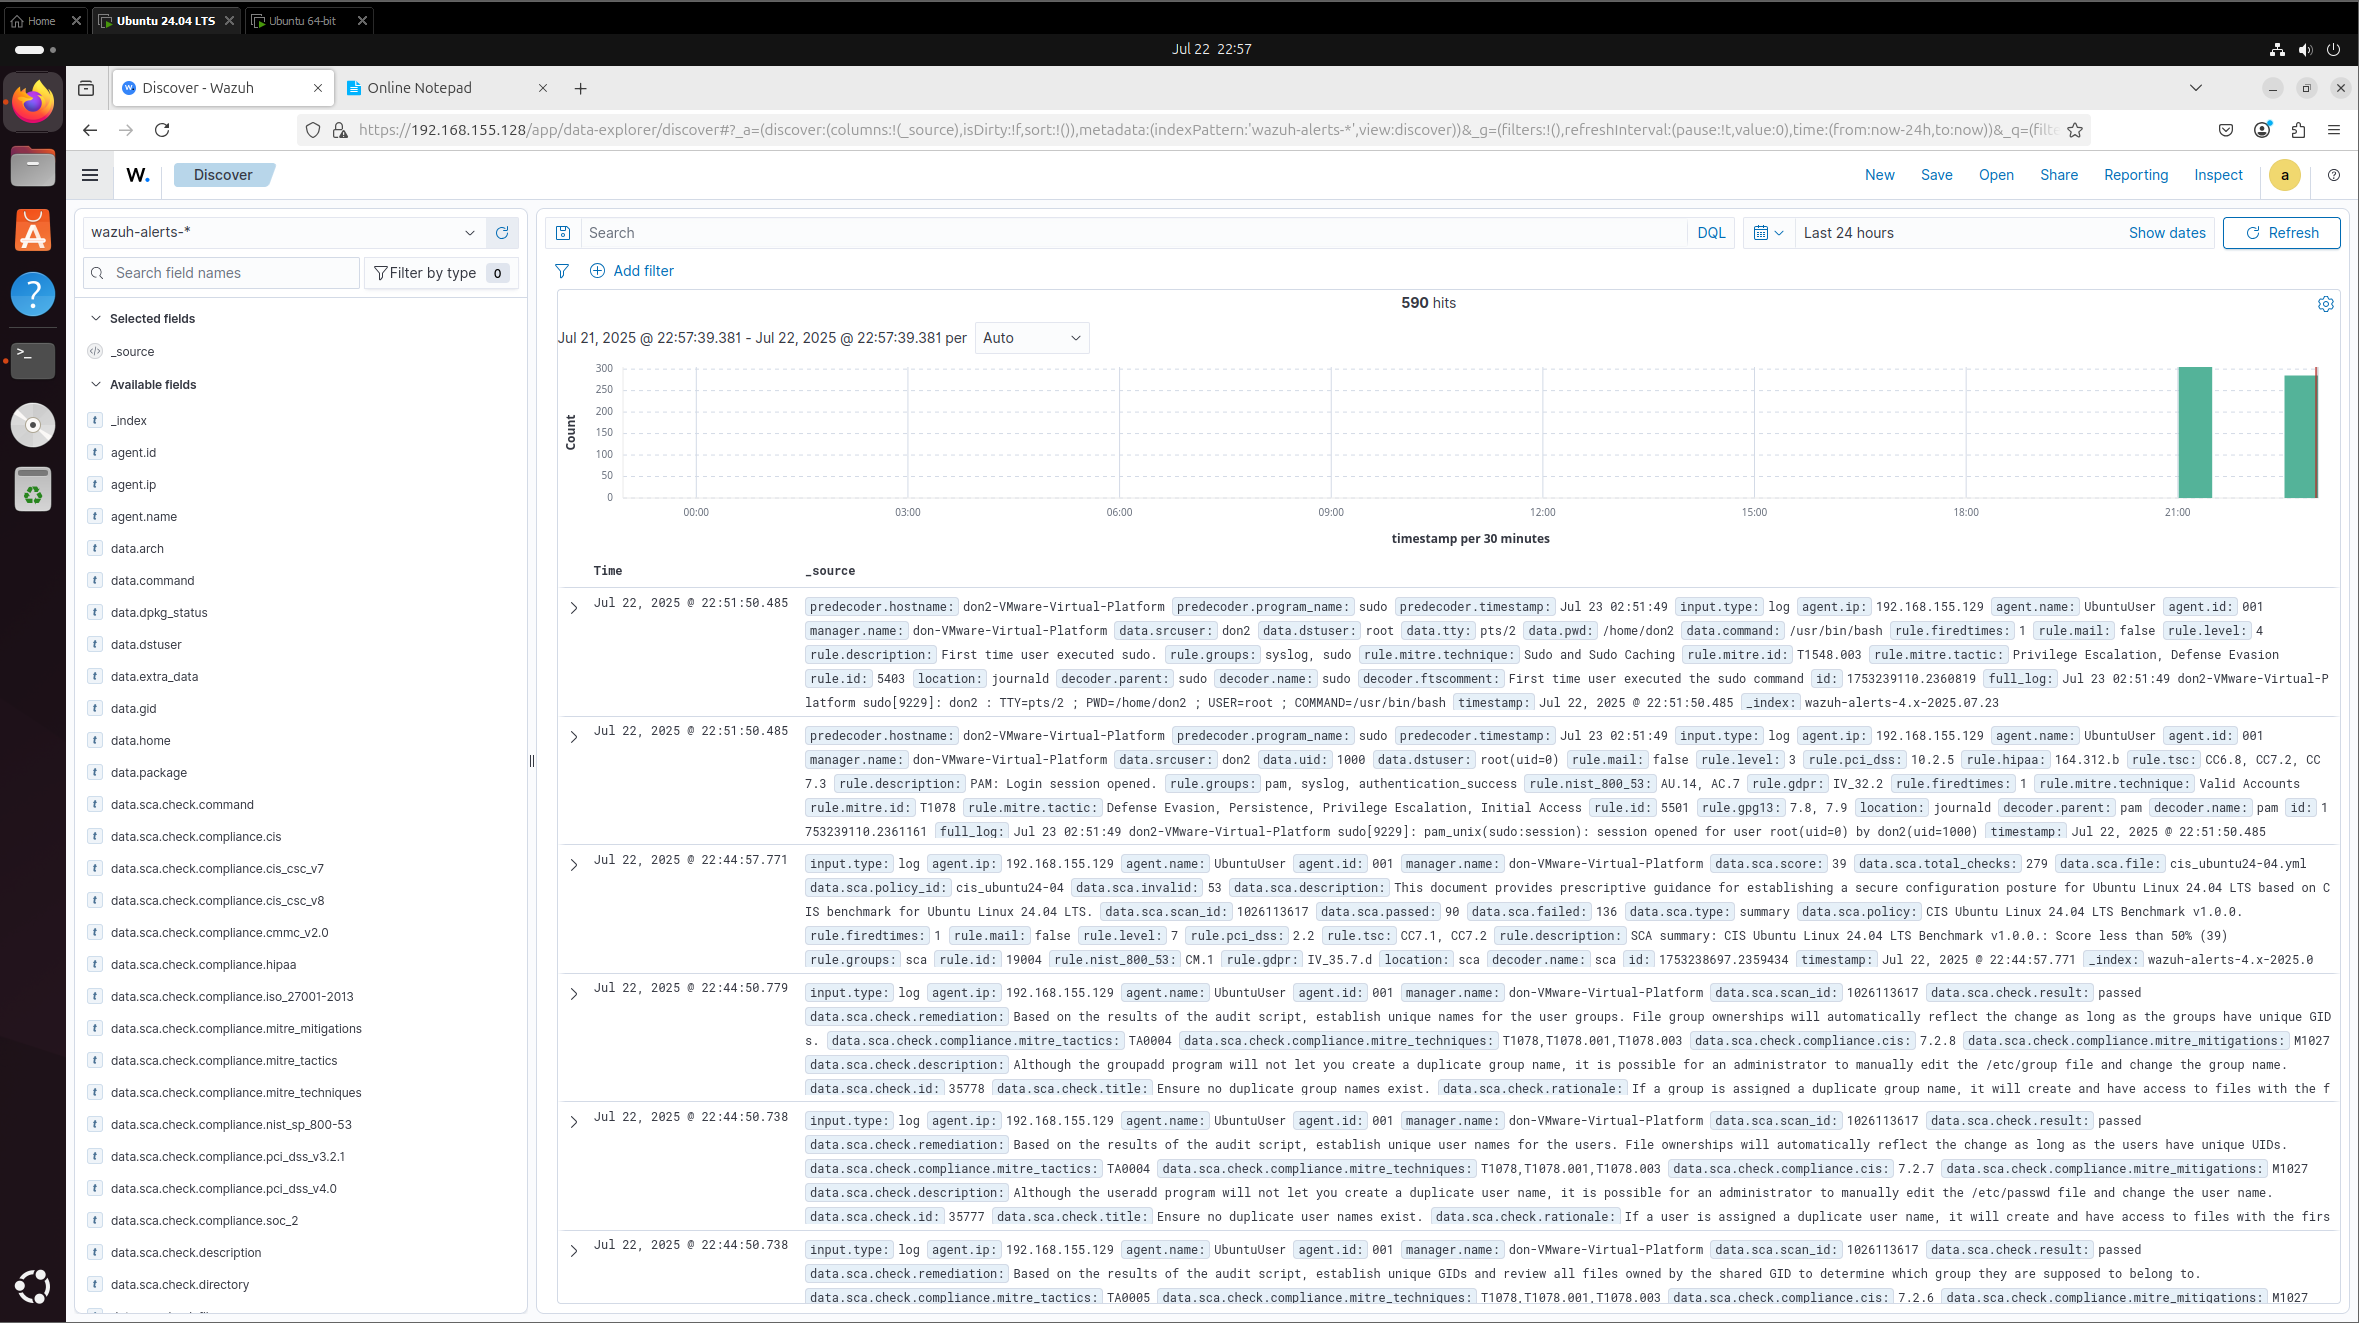 Home
Ubuntu 24.04 LTS
Ubuntu 64-bit
Jul 22 22:57
Discover - Wazuh
Online Notepad
https://192.168.155.128/app/data-explorer/discover#?_a=(discover:(columns:!(_source),isDirty:!f,sort:!()),metadata:(indexPattern:'wazuh-alerts-*',view:discover))&_g=(filters:!(),refreshInterval:(pause:!t,value:0),time:(from:now-24h,to:now))&_q=(filte
W.
Discover
New
Save
Open
Share
Reporting
Inspect
a
wazuh-alerts-*
Search
DQL
Last 24 hours
Show dates
Refresh
Search field names
Filter by type 0
Add filter
Selected fields
_source
Available fields
_index
agent.id
agent.ip
agent.name
data.arch
data.command
data.dpkg_status
data.dstuser
data.extra_data
data.gid
data.home
data.package
data.sca.check.command
data.sca.check.compliance.cis
data.sca.check.compliance.cis_csc_v7
data.sca.check.compliance.cis_csc_v8
data.sca.check.compliance.cmmc_v2.0
data.sca.check.compliance.hipaa
data.sca.check.compliance.iso_27001-2013
data.sca.check.compliance.mitre_mitigations
data.sca.check.compliance.mitre_tactics
data.sca.check.compliance.mitre_techniques
data.sca.check.compliance.nist_sp_800-53
data.sca.check.compliance.pci_dss_v3.2.1
data.sca.check.compliance.pci_dss_v4.0
data.sca.check.compliance.soc_2
data.sca.check.description
data.sca.check.directory
590 hits
Jul 21, 2025 @ 22:57:39.381 - Jul 22, 2025 @ 22:57:39.381 per Auto
Count
300
250
200
150
100
50
0
00:00 03:00 06:00 09:00 12:00 15:00 18:00 21:00
timestamp per 30 minutes
Time _source
Jul 22, 2025 @ 22:51:50.485
predecoder.hostname: don2-VMware-Virtual-Platform predecoder.program_name: sudo predecoder.timestamp: Jul 23 02:51:49 input.type: log agent.ip: 192.168.155.129 agent.name: UbuntuUser agent.id: 001
manager.name: don-VMware-Virtual-Platform data.srcuser: don2 data.dstuser: root data.tty: pts/2 data.pwd: /home/don2 data.command: /usr/bin/bash rule.firedtimes: 1 rule.mail: false rule.level: 4
rule.description: First time user executed sudo. rule.groups: syslog, sudo rule.mitre.technique: Sudo and Sudo Caching rule.mitre.id: T1548.003 rule.mitre.tactic: Privilege Escalation, Defense Evasion
rule.id: 5403 location: journald decoder.parent: sudo decoder.name: sudo decoder.ftscomment: First time user executed the sudo command id: 1753239110.2360819 full_log: Jul 23 02:51:49 don2-VMware-Virtual-P
latform sudo[9229]: don2 : TTY=pts/2 ; PWD=/home/don2 ; USER=root ; COMMAND=/usr/bin/bash timestamp: Jul 22, 2025 @ 22:51:50.485 _index: wazuh-alerts-4.x-2025.07.23
Jul 22, 2025 @ 22:51:50.485
predecoder.hostname: don2-VMware-Virtual-Platform predecoder.program_name: sudo predecoder.timestamp: Jul 23 02:51:49 input.type: log agent.ip: 192.168.155.129 agent.name: UbuntuUser agent.id: 001
manager.name: don-VMware-Virtual-Platform data.srcuser: don2 data.uid: 1000 data.dstuser: root(uid=0) rule.mail: false rule.level: 3 rule.pci_dss: 10.2.5 rule.hipaa: 164.312.b rule.tsc: CC6.8, CC7.2, CC
7.3 rule.description: PAM: Login session opened. rule.groups: pam, syslog, authentication_success rule.nist_800_53: AU.14, AC.7 rule.gdpr: IV_32.2 rule.firedtimes: 1 rule.mitre.technique: Valid Accounts
rule.mitre.id: T1078 rule.mitre.tactic: Defense Evasion, Persistence, Privilege Escalation, Initial Access rule.id: 5501 rule.gpg13: 7.8, 7.9 location: journald decoder.parent: pam decoder.name: pam id: 1
753239110.2361161 full_log: Jul 23 02:51:49 don2-VMware-Virtual-Platform sudo[9229]: pam_unix(sudo:session): session opened for user root(uid=0) by don2(uid=1000) timestamp: Jul 22, 2025 @ 22:51:50.485
Jul 22, 2025 @ 22:44:57.771
input.type: log agent.ip: 192.168.155.129 agent.name: UbuntuUser agent.id: 001 manager.name: don-VMware-Virtual-Platform data.sca.score: 39 data.sca.total_checks: 279 data.sca.file: cis_ubuntu24-04.yml
data.sca.policy_id: cis_ubuntu24-04 data.sca.invalid: 53 data.sca.description: This document provides prescriptive guidance for establishing a secure configuration posture for Ubuntu Linux 24.04 LTS based on C
IS benchmark for Ubuntu Linux 24.04 LTS. data.sca.scan_id: 1026113617 data.sca.passed: 90 data.sca.failed: 136 data.sca.type: summary data.sca.policy: CIS Ubuntu Linux 24.04 LTS Benchmark v1.0.0.
rule.firedtimes: 1 rule.mail: false rule.level: 7 rule.pci_dss: 2.2 rule.tsc: CC7.1, CC7.2 rule.description: SCA summary: CIS Ubuntu Linux 24.04 LTS Benchmark v1.0.0.: Score less than 50% (39)
rule.groups: sca rule.id: 19004 rule.nist_800_53: CM.1 rule.gdpr: IV_35.7.d location: sca decoder.name: sca id: 1753238697.2359434 timestamp: Jul 22, 2025 @ 22:44:57.771 _index: wazuh-alerts-4.x-2025.0
Jul 22, 2025 @ 22:44:50.779
input.type: log agent.ip: 192.168.155.129 agent.name: UbuntuUser agent.id: 001 manager.name: don-VMware-Virtual-Platform data.sca.scan_id: 1026113617 data.sca.check.result: passed
data.sca.check.remediation: Based on the results of the audit script, establish unique names for the user groups. File group ownerships will automatically reflect the change as long as the groups have unique GID
s. data.sca.check.compliance.mitre_tactics: TA0004 data.sca.check.compliance.mitre_techniques: T1078,T1078.001,T1078.003 data.sca.check.compliance.cis: 7.2.8 data.sca.check.compliance.mitre_mitigations: M1027
data.sca.check.description: Although the groupadd program will not let you create a duplicate group name, it is possible for an administrator to manually edit the /etc/group file and change the group name.
data.sca.check.id: 35778 data.sca.check.title: Ensure no duplicate group names exist. data.sca.check.rationale: If a group is assigned a duplicate group name, it will create and have access to files with the f
Jul 22, 2025 @ 22:44:50.738
input.type: log agent.ip: 192.168.155.129 agent.name: UbuntuUser agent.id: 001 manager.name: don-VMware-Virtual-Platform data.sca.scan_id: 1026113617 data.sca.check.result: passed
data.sca.check.remediation: Based on the results of the audit script, establish unique user names for the users. File ownerships will automatically reflect the change as long as the users have unique UIDs.
data.sca.check.compliance.mitre_tactics: TA0004 data.sca.check.compliance.mitre_techniques: T1078,T1078.001,T1078.003 data.sca.check.compliance.cis: 7.2.7 data.sca.check.compliance.mitre_mitigations: M1027
data.sca.check.description: Although the useradd program will not let you create a duplicate user name, it is possible for an administrator to manually edit the /etc/passwd file and change the user name.
data.sca.check.id: 35777 data.sca.check.title: Ensure no duplicate user names exist. data.sca.check.rationale: If a user is assigned a duplicate user name, it will create and have access to files with the firs
Jul 22, 2025 @ 22:44:50.738
input.type: log agent.ip: 192.168.155.129 agent.name: UbuntuUser agent.id: 001 manager.name: don-VMware-Virtual-Platform data.sca.scan_id: 1026113617 data.sca.check.result: passed
data.sca.check.remediation: Based on the results of the audit script, establish unique GIDs and review all files owned by the shared GID to determine which group they are supposed to belong to.
data.sca.check.compliance.mitre_tactics: TA0005 data.sca.check.compliance.mitre_techniques: T1078,T1078.001,T1078.003 data.sca.check.compliance.cis: 7.2.6 data.sca.check.compliance.mitre_mitigations: M1027